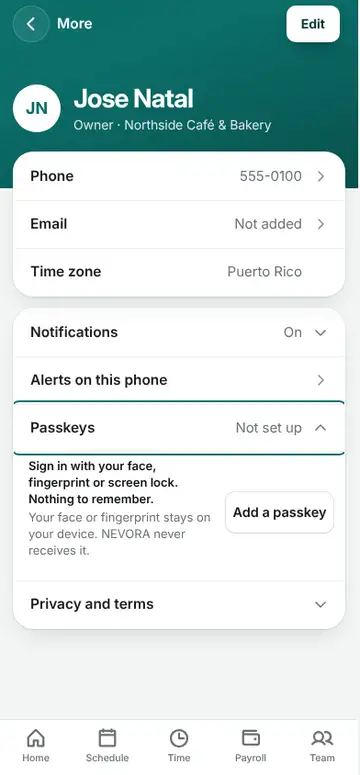 More
Edit
JN
Jose Natal
Owner · Northside Café & Bakery
Phone 555-0100
Email Not added
Time zone Puerto Rico
Notifications On
Alerts on this phone
Passkeys Not set up
Sign in with your face,
fingerprint or screen lock.
Nothing to remember.
Your face or fingerprint stays on
your device. NEVORA never
receives it.
Add a passkey
Privacy and terms
Home Schedule Time Payroll Team